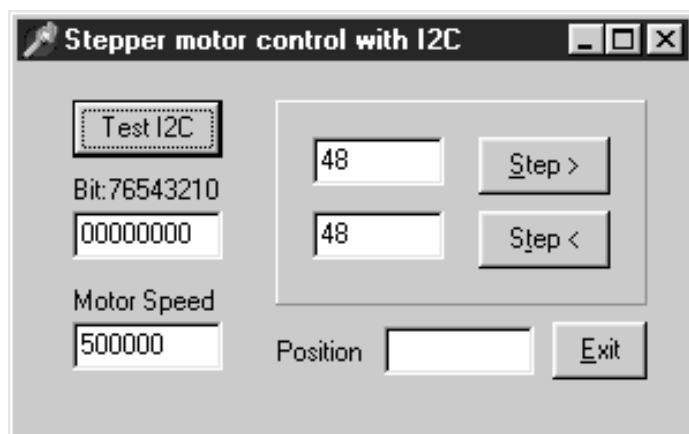 Stepper motor control with I2C
Test I2C
Bit:76543210
00000000
Motor Speed
500000
48
Step >
48
Step <
Position
Exit